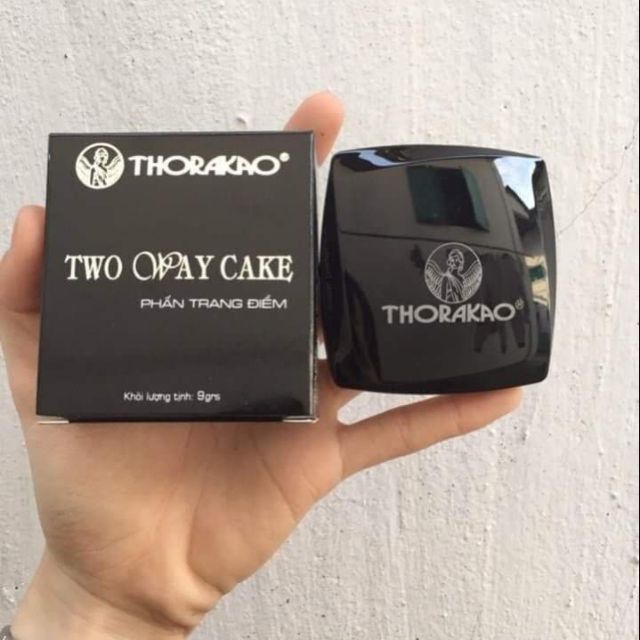 THORAKAO®
TWO WAY CAKE
PHẤN TRANG ĐIỂM
Khối lượng tịnh: 9grs
THORAKAO®